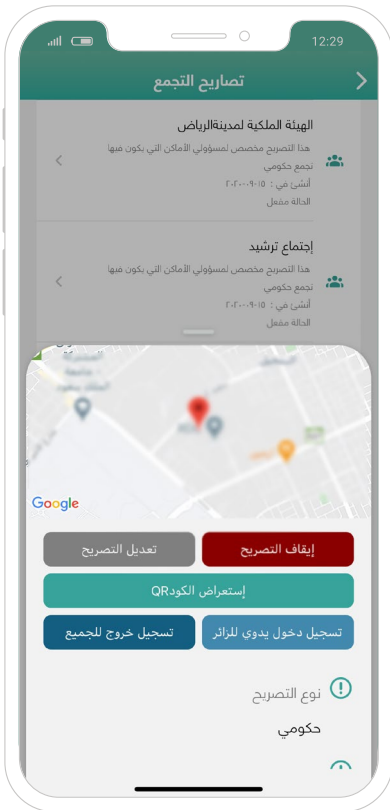 12:29
تصاريح التجمع
الهيئة الملكية لمدينةالرياض
هذا التصريح مخصص لمسؤولي الأماكن التي يكون فيها
تجمع حكومي
أنشئ في : ٢٠٢٠-٠٩-١٥
الحالة مفعل
إجتماع ترشيد
هذا التصريح مخصص لمسؤولي الأماكن التي يكون فيها
تجمع حكومي
أنشئ في : ٢٠٢٠-٠٩-١٥
الحالة مفعل
Google
إيقاف التصريح
تعديل التصريح
إستعراض الكودQR
تسجيل دخول يدوي للزائر
تسجيل خروج للجميع
نوع التصريح
حكومي